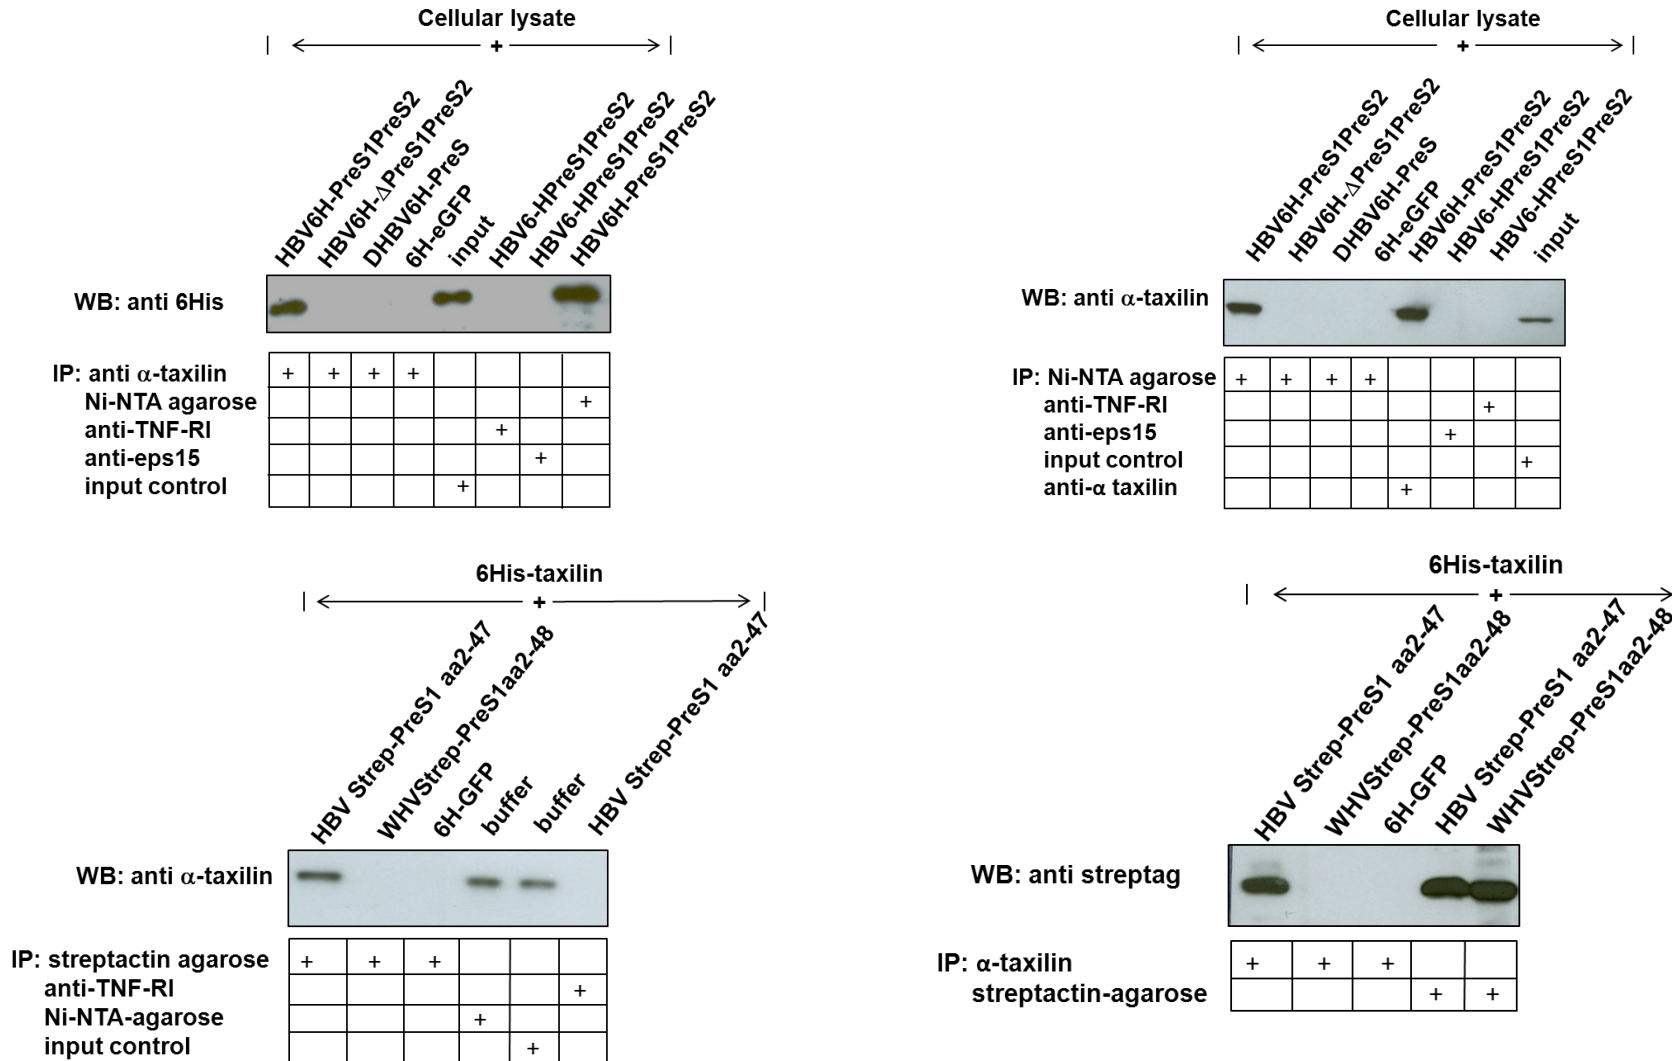 Cellular lysate
+
HBV6H-PreS1PreS2
HBV6H-ΔPreS1PreS2
DHBV6H-PreS
6H-eGFP
input
HBV6-HPreS1PreS2
HBV6-HPreS1PreS2
HBV6H-PreS1PreS2
WB: anti 6His
IP: anti α-taxilin + + + +
Ni-NTA agarose +
anti-TNF-RI +
anti-eps15 +
input control +
Cellular lysate
+
HBV6H-PreS1PreS2
HBV6H-ΔPreS1PreS2
DHBV6H-PreS
6H-eGFP
HBV6H-PreS1PreS2
HBV6-HPreS1PreS2
HBV6-HPreS1PreS2
input
WB: anti α-taxilin
IP: Ni-NTA agarose + + + +
anti-TNF-RI +
anti-eps15 +
input control +
anti-α taxilin +
6His-taxilin
+
HBV Strep-PreS1 aa2-47
WHVStrep-PreS1aa2-48
6H-GFP
buffer
buffer
HBV Strep-PreS1 aa2-47
WB: anti α-taxilin
IP: streptactin agarose + + +
anti-TNF-RI +
Ni-NTA-agarose +
input control +
6His-taxilin
+
HBV Strep-PreS1 aa2-47
WHVStrep-PreS1aa2-48
6H-GFP
HBV Strep-PreS1 aa2-47
WHVStrep-PreS1aa2-48
WB: anti streptag
IP: α-taxilin + + +
streptactin-agarose + +